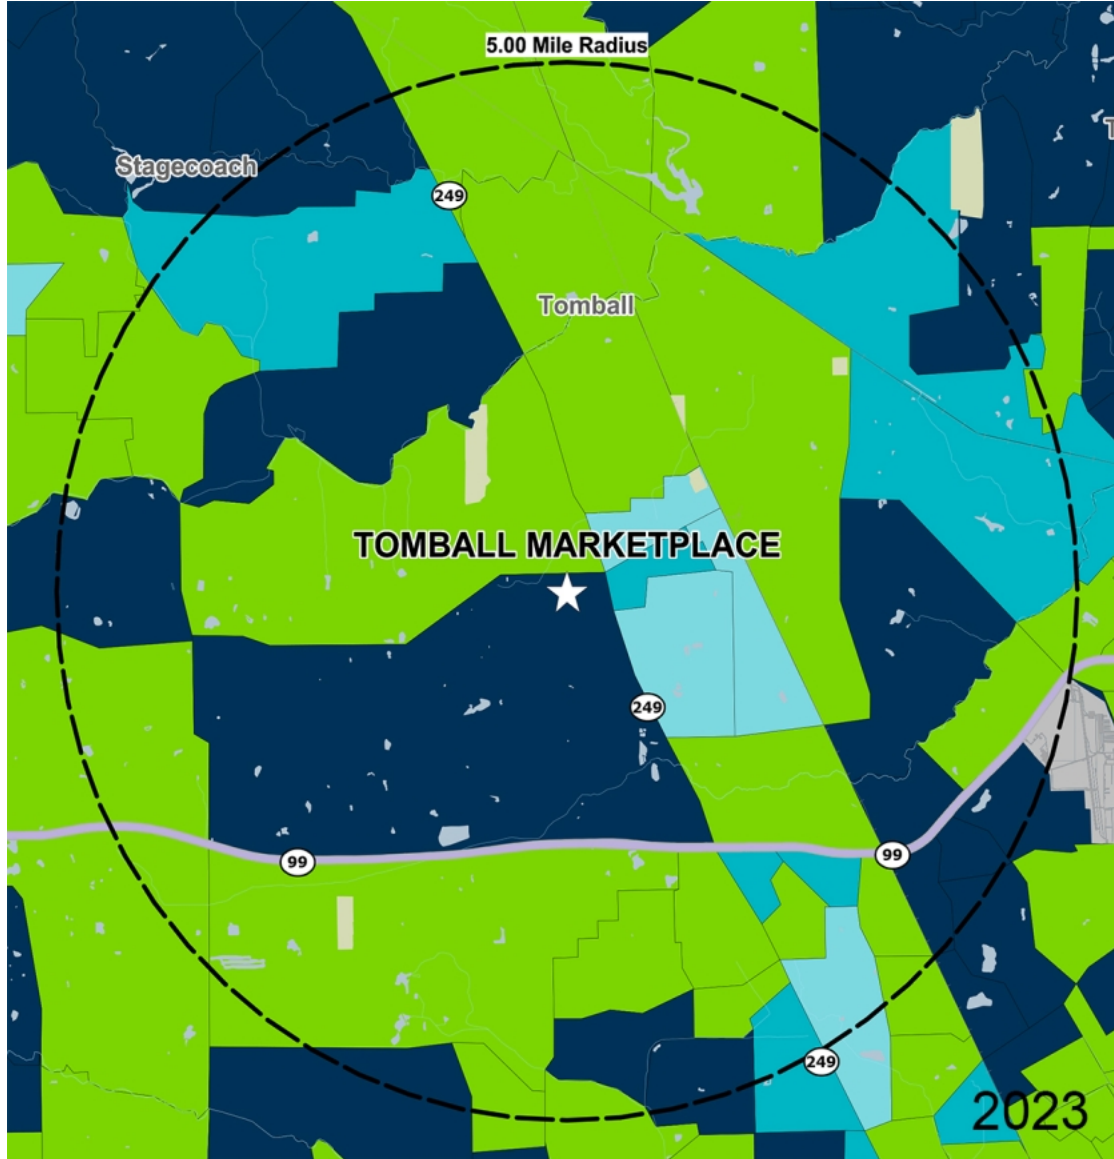 5.00 Mile Radius
T
Stagecoach
249
Tomball
TOMBALL MARKETPLACE
249
99
99
249
2023